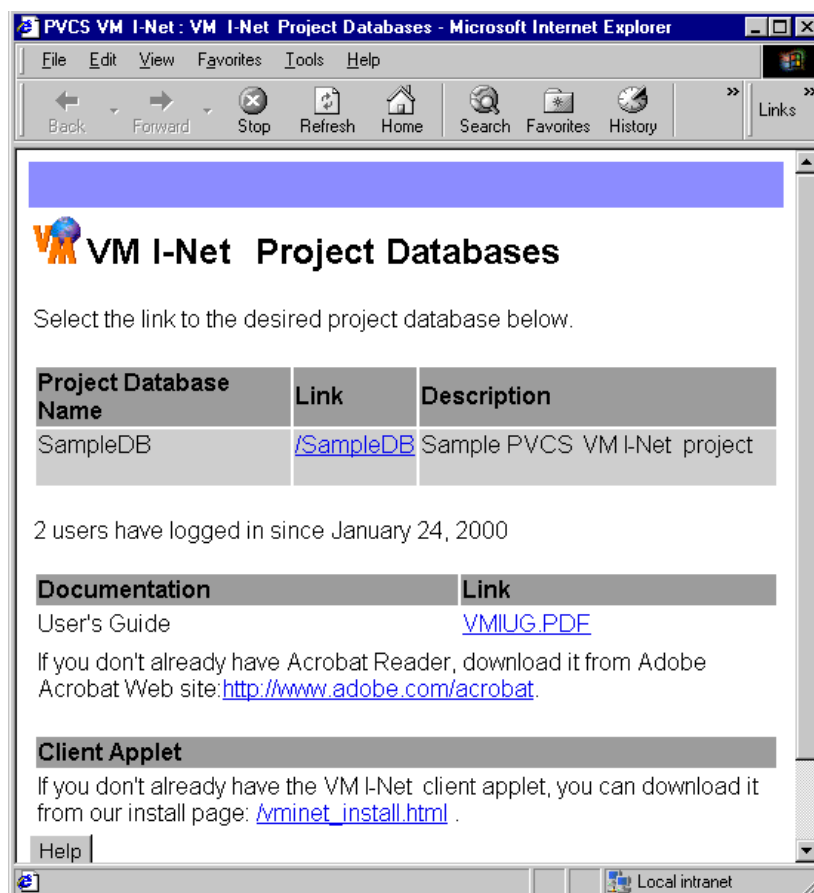 PVCS VM I-Net : VM I-Net Project Databases - Microsoft Internet Explorer
File Edit View Favorites Tools Help
Back Forward Stop Refresh Home Search Favorites History » Links »
VM VM I-Net Project Databases
Select the link to the desired project database below.
Project Database Name Link Description
SampleDB /SampleDB Sample PVCS VM I-Net project
2 users have logged in since January 24, 2000
Documentation Link
User's Guide VMIUG.PDF
If you don't already have Acrobat Reader, download it from Adobe
Acrobat Web site:http://www.adobe.com/acrobat.
Client Applet
If you don't already have the VM I-Net client applet, you can download it
from our install page: /vminet_install.html .
Help
Local intranet